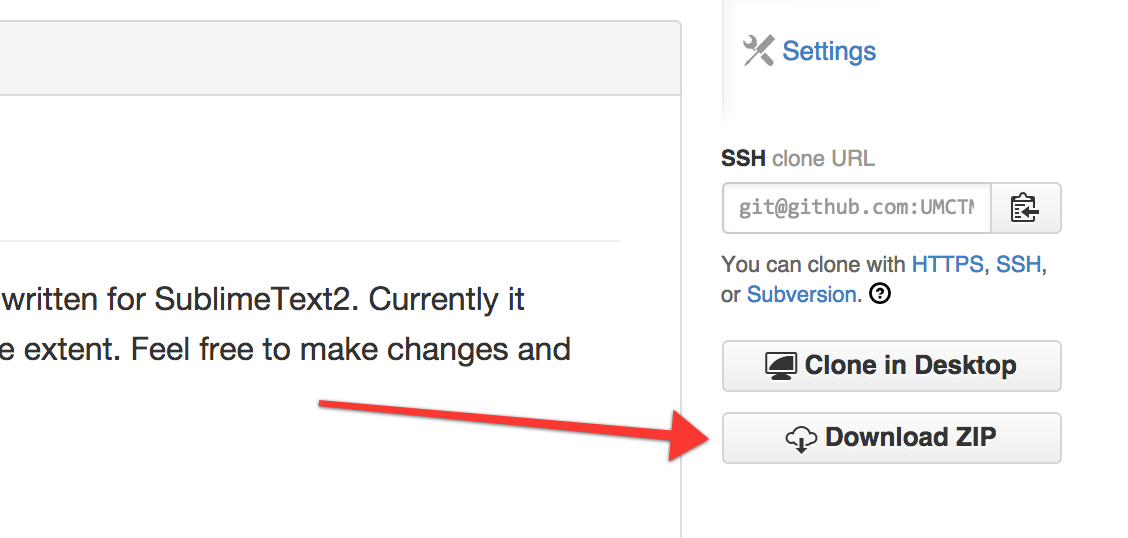 Settings
SSH clone URL
git@github.com:UMCT
You can clone with HTTPS, SSH,
or Subversion.
Clone in Desktop
Download ZIP
written for SublimeText2. Currently it
e extent. Feel free to make changes and